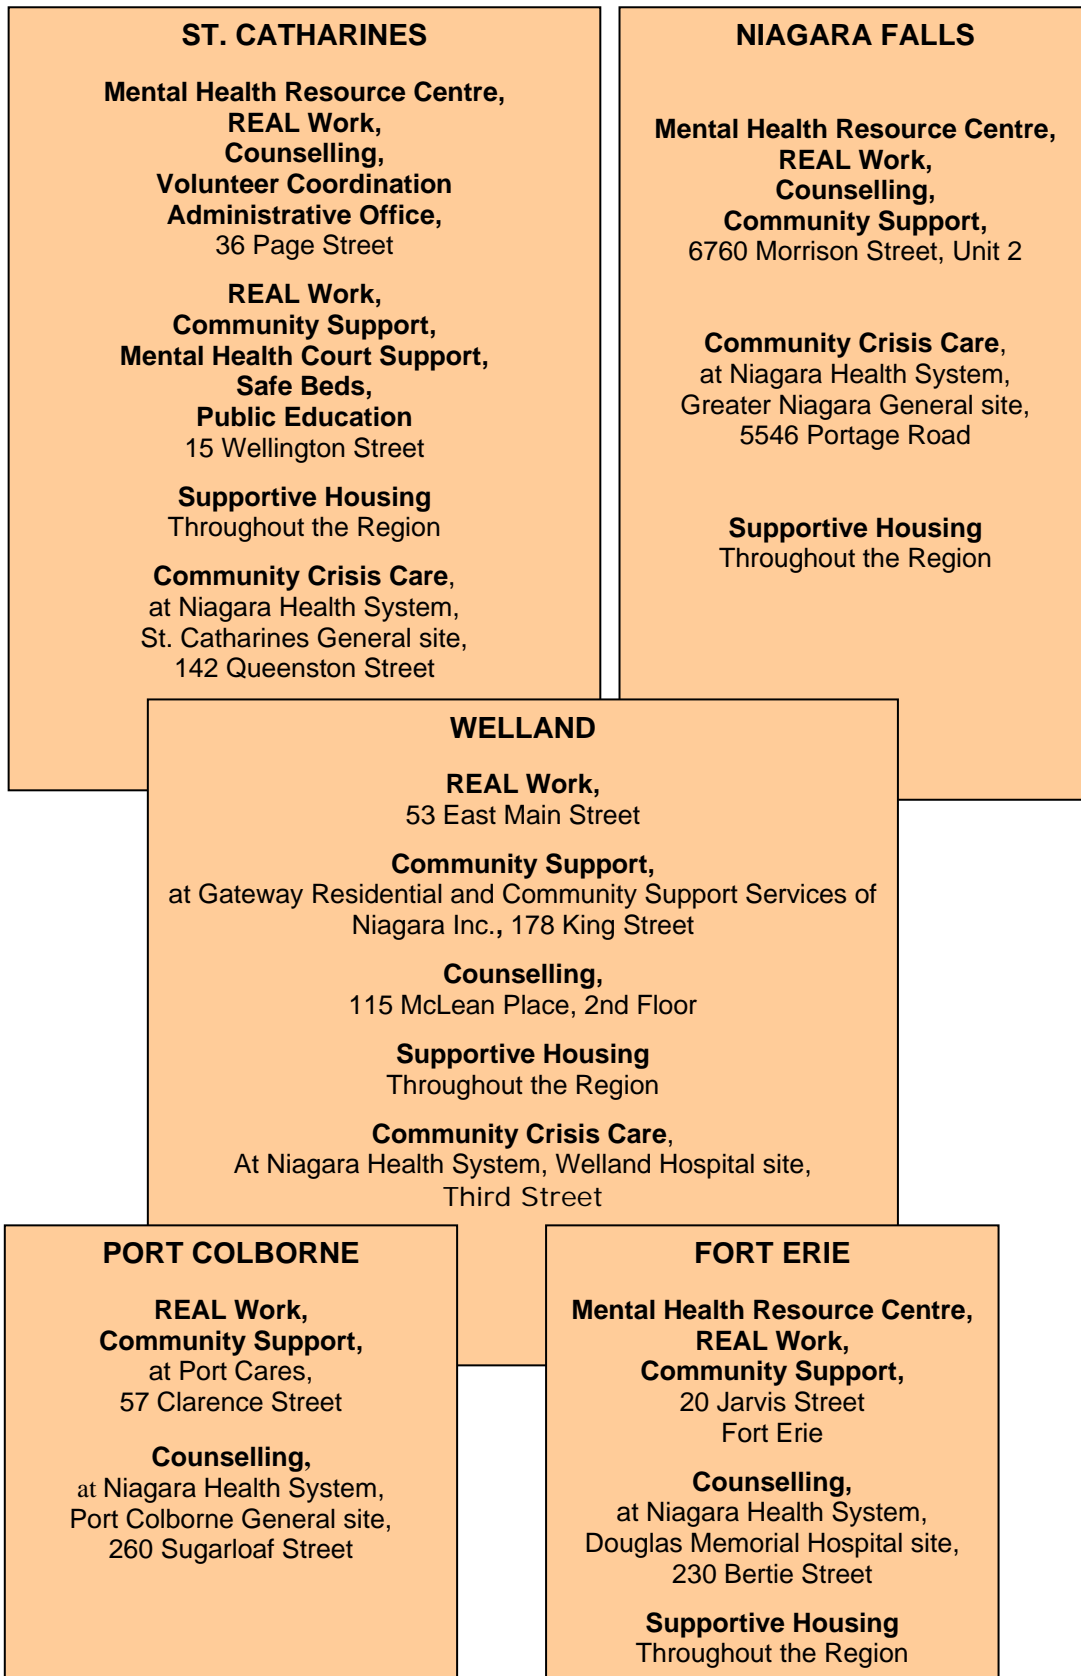 ST. CATHARINES
Mental Health Resource Centre,
REAL Work,
Counselling,
Volunteer Coordination
Administrative Office,
36 Page Street
REAL Work,
Community Support,
Mental Health Court Support,
Safe Beds,
Public Education
15 Wellington Street
Supportive Housing
Throughout the Region
Community Crisis Care,
at Niagara Health System,
St. Catharines General site,
142 Queenston Street
NIAGARA FALLS
Mental Health Resource Centre,
REAL Work,
Counselling,
Community Support,
6760 Morrison Street, Unit 2
Community Crisis Care,
at Niagara Health System,
Greater Niagara General site,
5546 Portage Road
Supportive Housing
Throughout the Region
WELLAND
REAL Work,
53 East Main Street
Community Support,
at Gateway Residential and Community Support Services of
Niagara Inc., 178 King Street
Counselling,
115 McLean Place, 2nd Floor
Supportive Housing
Throughout the Region
Community Crisis Care,
At Niagara Health System, Welland Hospital site,
Third Street
PORT COLBORNE
REAL Work,
Community Support,
at Port Cares,
57 Clarence Street
Counselling,
at Niagara Health System,
Port Colborne General site,
260 Sugarloaf Street
FORT ERIE
Mental Health Resource Centre,
REAL Work,
Community Support,
20 Jarvis Street
Fort Erie
Counselling,
at Niagara Health System,
Douglas Memorial Hospital site,
230 Bertie Street
Supportive Housing
Throughout the Region